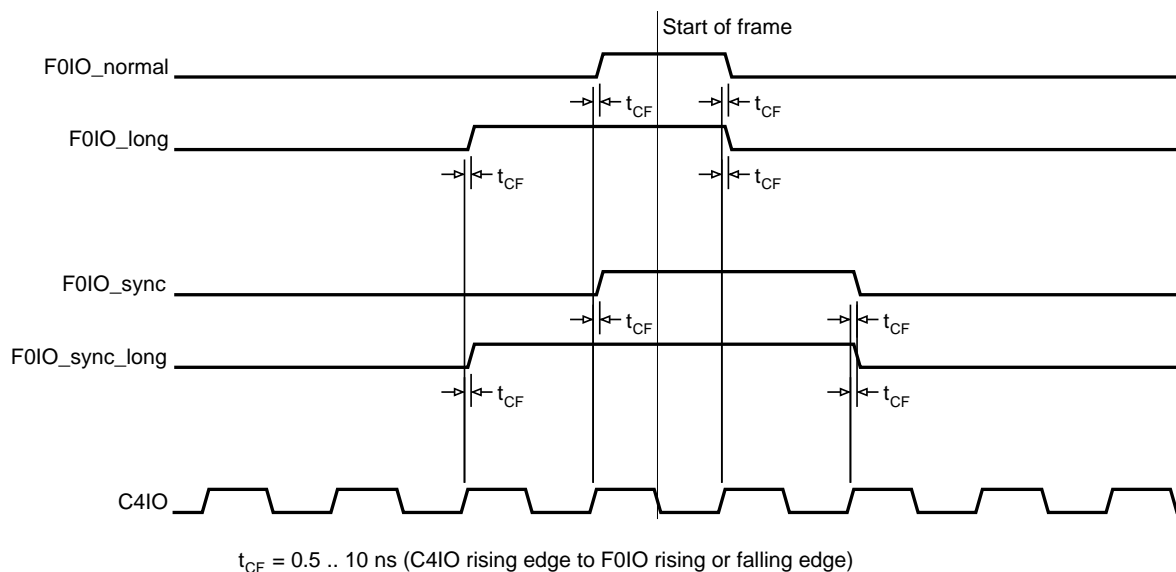 Start of frame
F0IO_normal
t_CF t_CF
F0IO_long
t_CF t_CF
F0IO_sync
t_CF t_CF
F0IO_sync_long
t_CF t_CF
C4IO
t_CF = 0.5 .. 10 ns (C4IO rising edge to F0IO rising or falling edge)